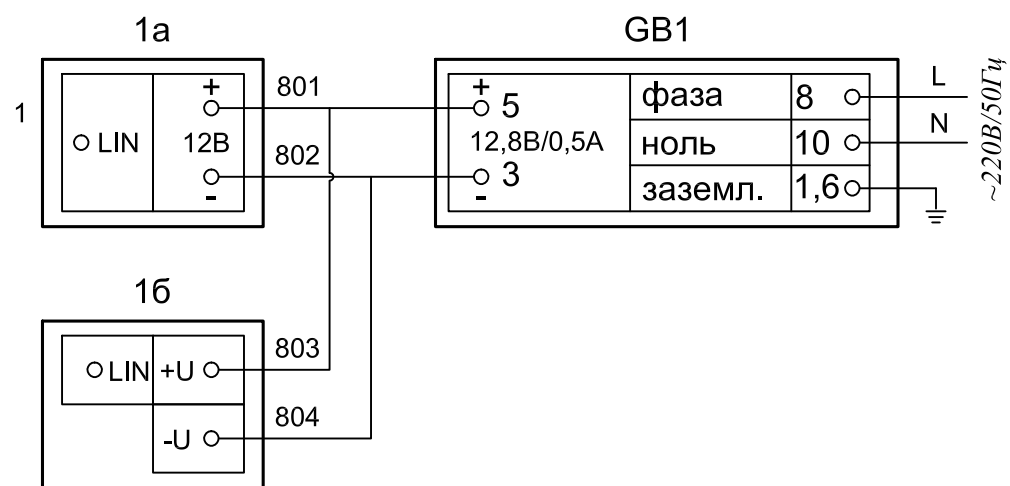 1а
GB1
1
LIN
+
12В
-
801
802
+
5
12,8В/0,5А
3
-
фаза
8
ноль
10
заземл.
1,6
L
N
~220В/50Гц
1б
LIN
+U
-U
803
804